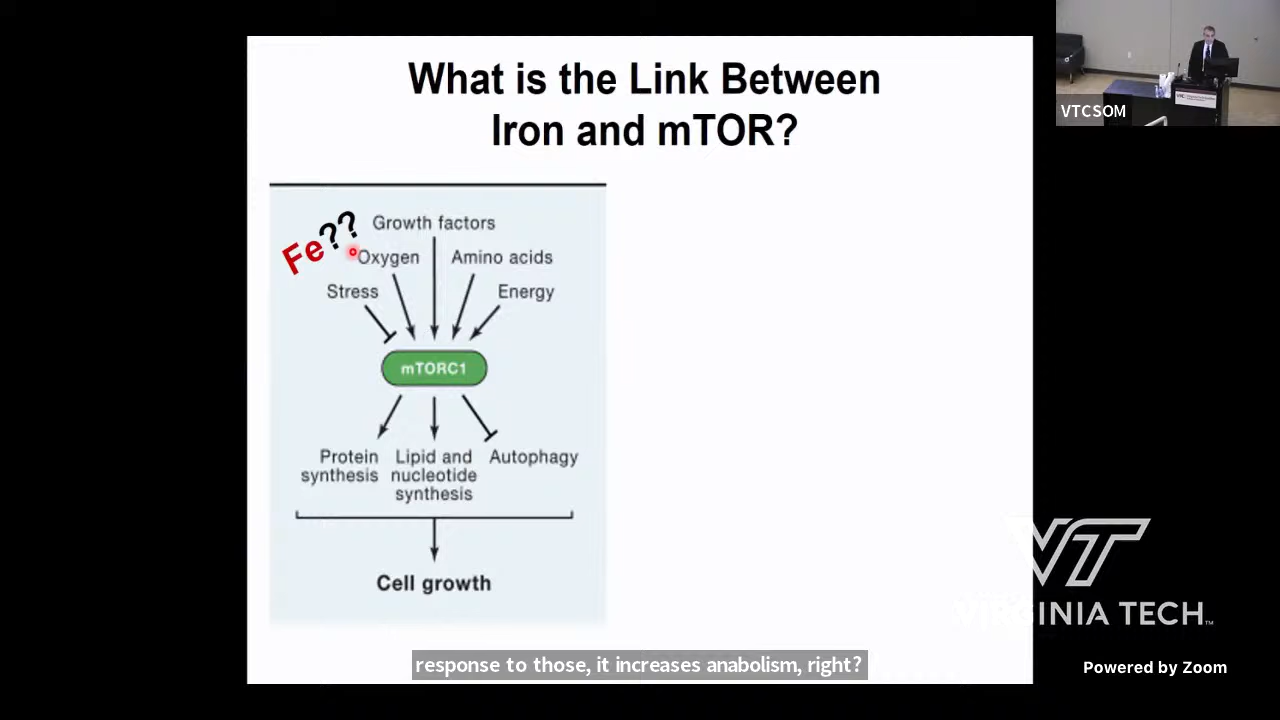 What is the Link Between
Iron and mTOR?
VTCSOM
Fe??
Growth factors
Oxygen
Amino acids
Stress
Energy
mTORC1
Protein
synthesis
Lipid and
nucleotide
synthesis
Autophagy
Cell growth
VT
VIRGINIA TECH™
response to those, it increases anabolism, right?
Powered by Zoom